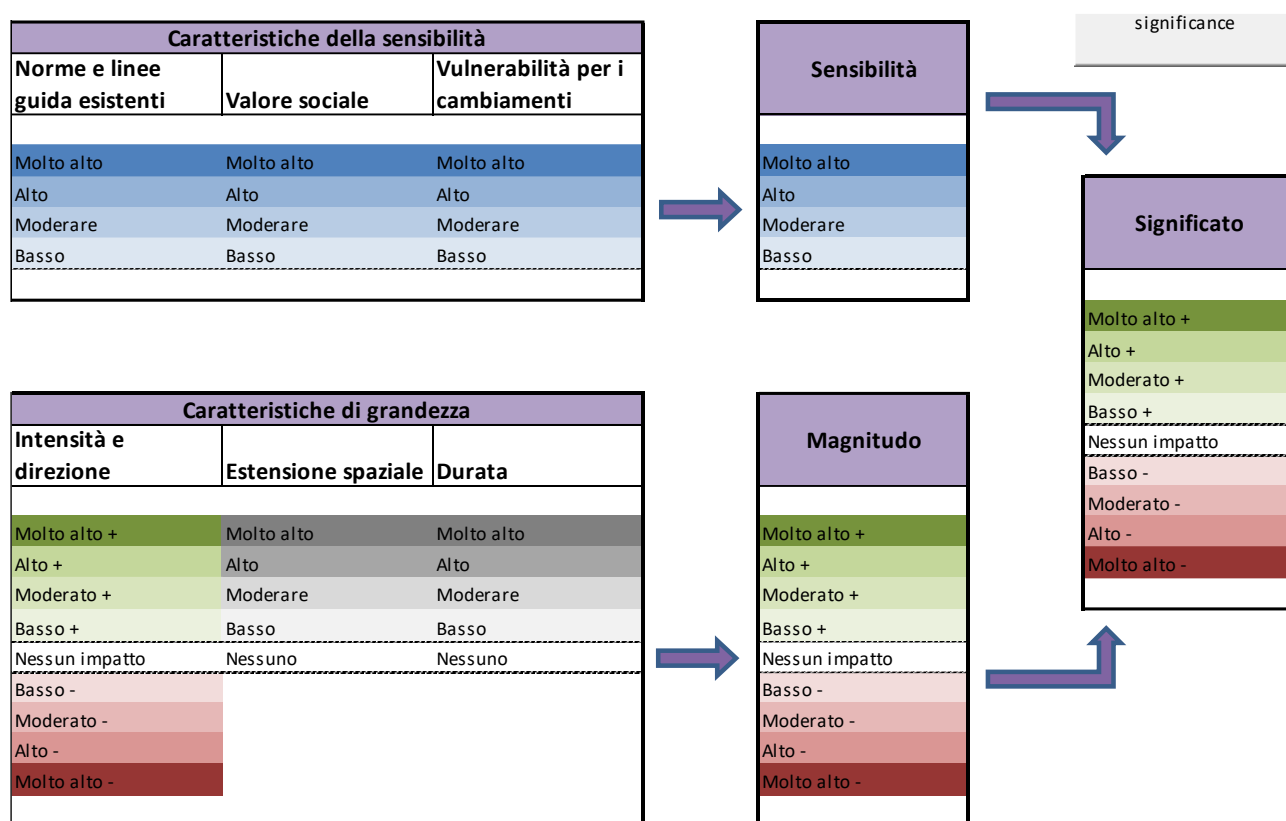 significance
Caratteristiche della sensibilità
Norme e linee guida esistenti
Valore sociale
Vulnerabilità per i cambiamenti
Molto alto Molto alto Molto alto
Alto Alto Alto
Moderare Moderare Moderare
Basso Basso Basso
Sensibilità
Molto alto
Alto
Moderare
Basso
Caratteristiche di grandezza
Intensità e direzione
Estensione spaziale
Durata
Molto alto + Molto alto Molto alto
Alto + Alto Alto
Moderato + Moderare Moderare
Basso + Basso Basso
Nessun impatto Nessuno Nessuno
Basso -
Moderato -
Alto -
Molto alto -
Magnitudo
Molto alto +
Alto +
Moderato +
Basso +
Nessun impatto
Basso -
Moderato -
Alto -
Molto alto -
Significato
Molto alto +
Alto +
Moderato +
Basso +
Nessun impatto
Basso -
Moderato -
Alto -
Molto alto -